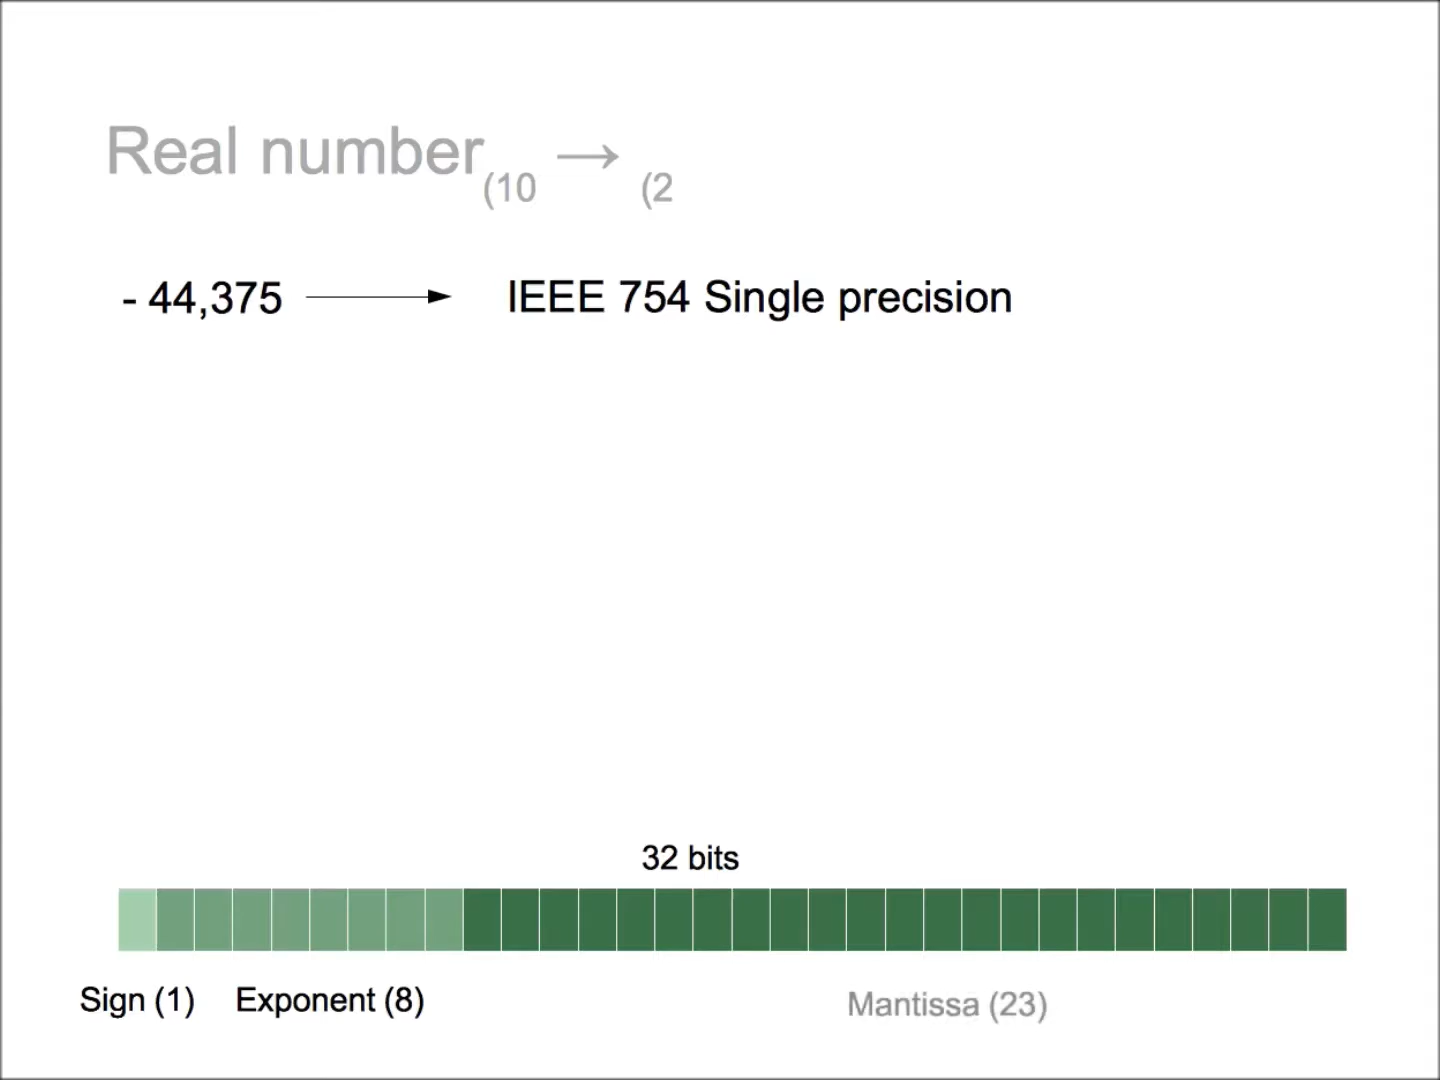 Real number(10 → (2
- 44,375 IEEE 754 Single precision
32 bits
Sign (1) Exponent (8) Mantissa (23)